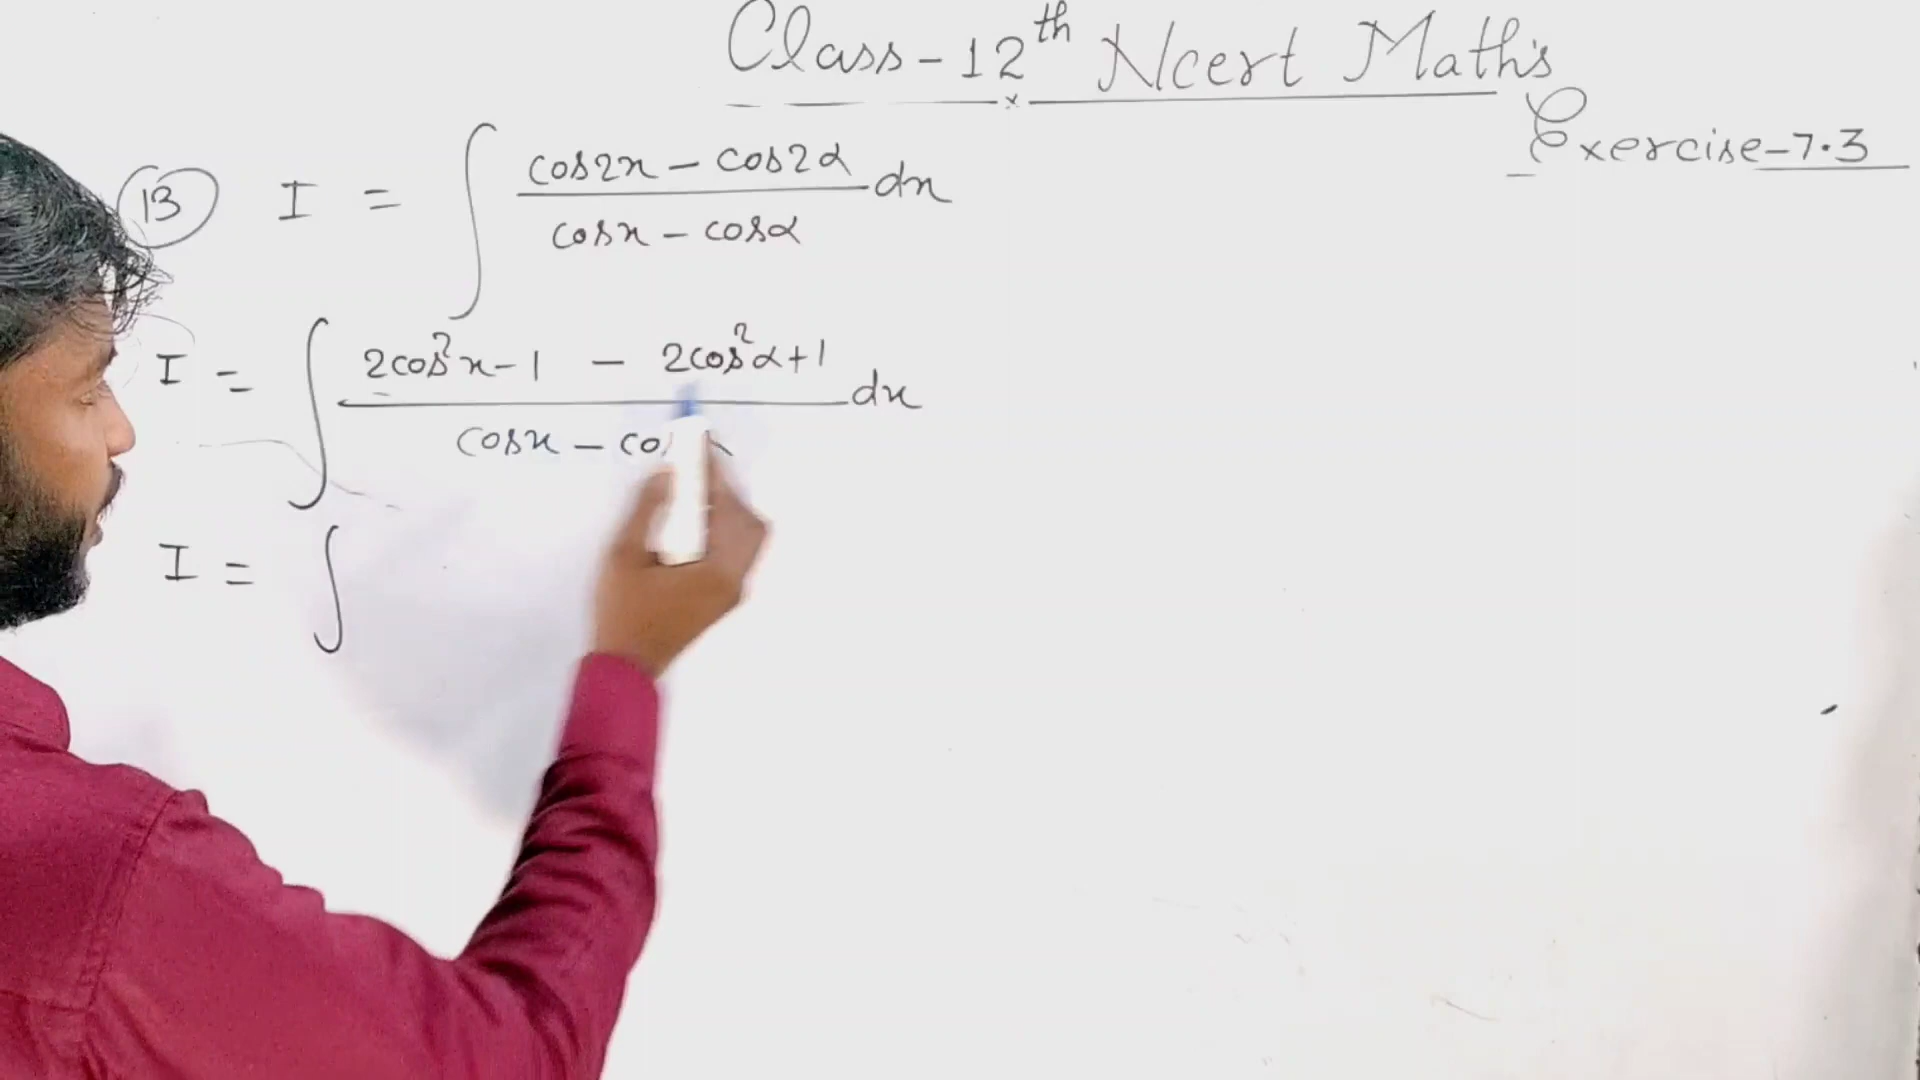 Class-12th Ncert Math's
Exercise-7.3
13 I = ∫ (cos2x - cos2α)/(cosx - cosα) dx
I = ∫ (2cos²x-1 - 2cos²α+1)/(cosx - co) dx
I = ∫